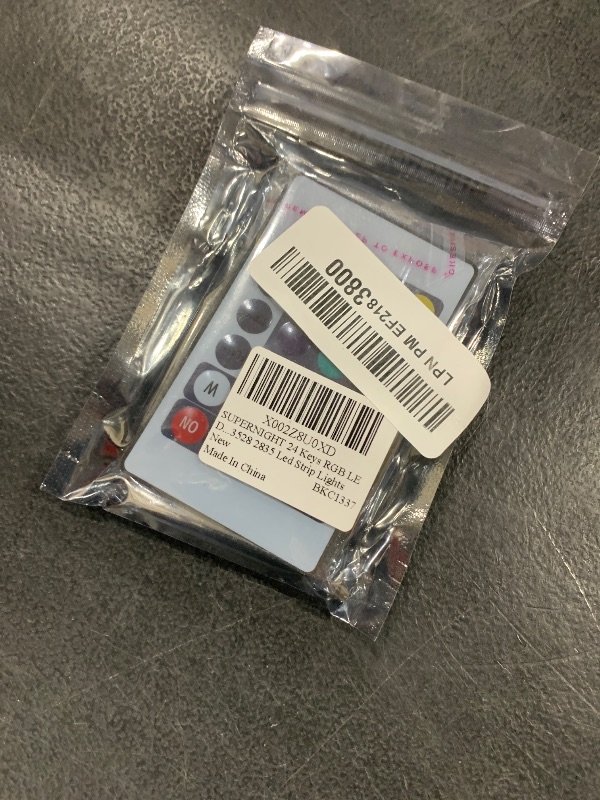 LPN PM EF2183800
X002Z8U0XD
SUPERNIGHT 24 Keys RGB LE
D...3528 2835 Led Strip Lights
New
Made In China BKC1337
W
ON